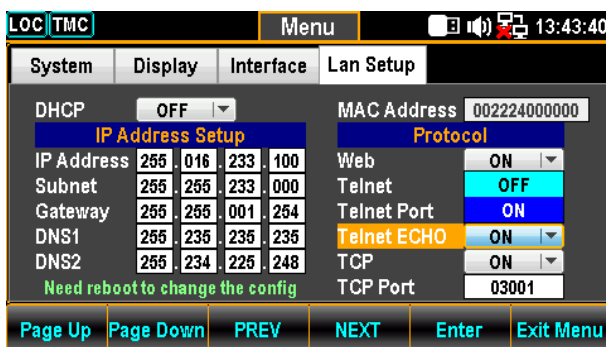 LOC TMC Menu 13:43:40
System Display Interface Lan Setup
DHCP OFF MAC Address 002224000000
IP Address Setup Protocol
IP Address 255 . 016 . 233 . 100 Web ON
Subnet 255 . 255 . 233 . 000 Telnet OFF
Gateway 255 . 255 . 001 . 254 Telnet Port ON
DNS1 255 . 235 . 235 . 235 Telnet ECHO ON
DNS2 255 . 234 . 225 . 248 TCP ON
Need reboot to change the config TCP Port 03001
Page Up Page Down PREV NEXT Enter Exit Menu